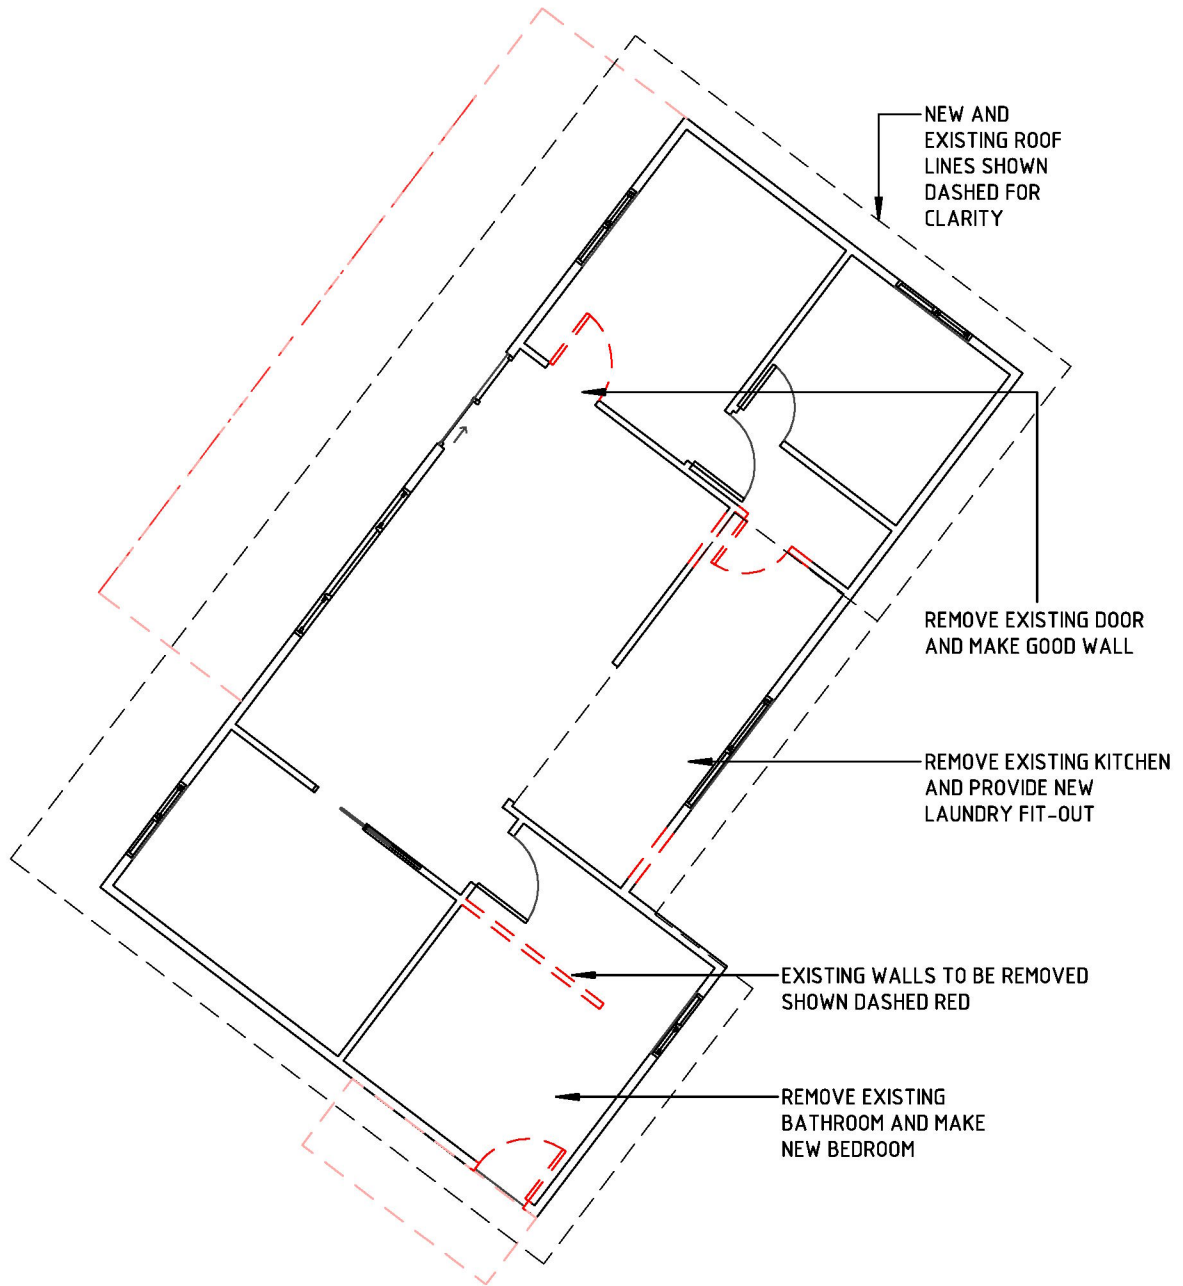 NEW AND
EXISTING ROOF
LINES SHOWN
DASHED FOR
CLARITY
REMOVE EXISTING DOOR
AND MAKE GOOD WALL
REMOVE EXISTING KITCHEN
AND PROVIDE NEW
LAUNDRY FIT-OUT
EXISTING WALLS TO BE REMOVED
SHOWN DASHED RED
REMOVE EXISTING
BATHROOM AND MAKE
NEW BEDROOM